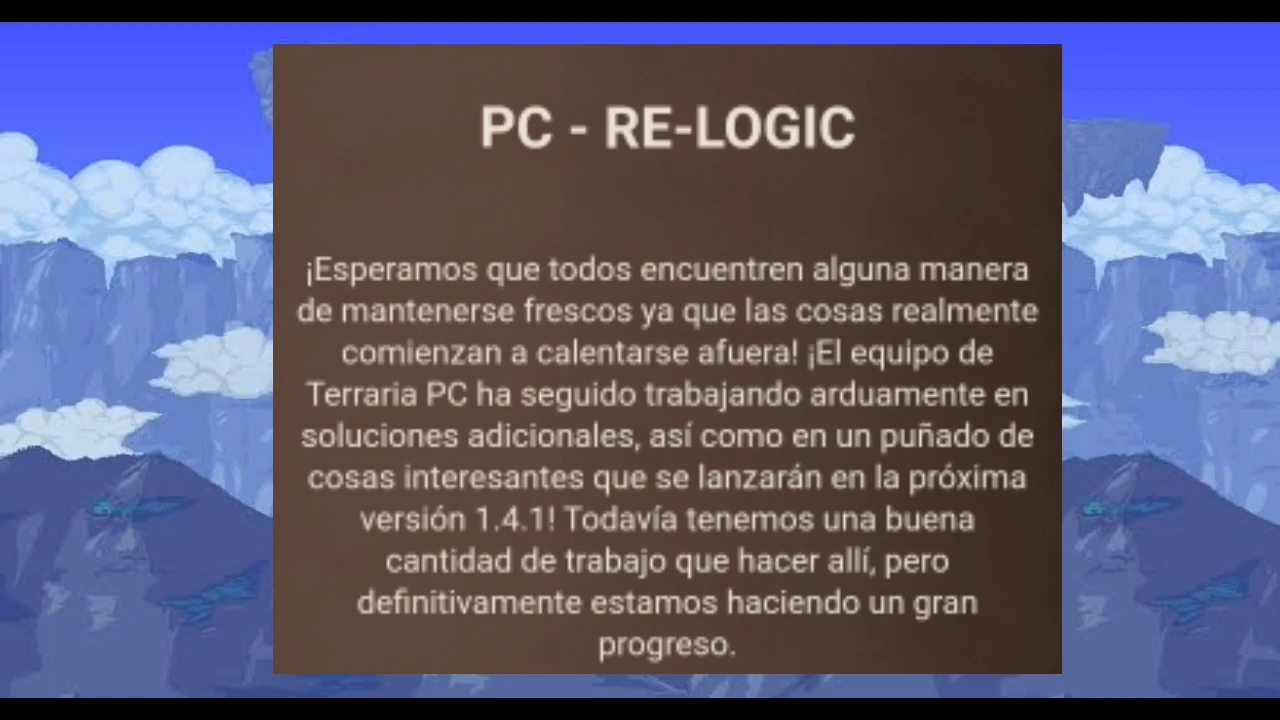 PC - RE-LOGIC
¡Esperamos que todos encuentren alguna manera
de mantenerse frescos ya que las cosas realmente
comienzan a calentarse afuera! ¡El equipo de
Terraria PC ha seguido trabajando arduamente en
soluciones adicionales, así como en un puñado de
cosas interesantes que se lanzarán en la próxima
versión 1.4.1! Todavía tenemos una buena
cantidad de trabajo que hacer allí, pero
definitivamente estamos haciendo un gran
progreso.